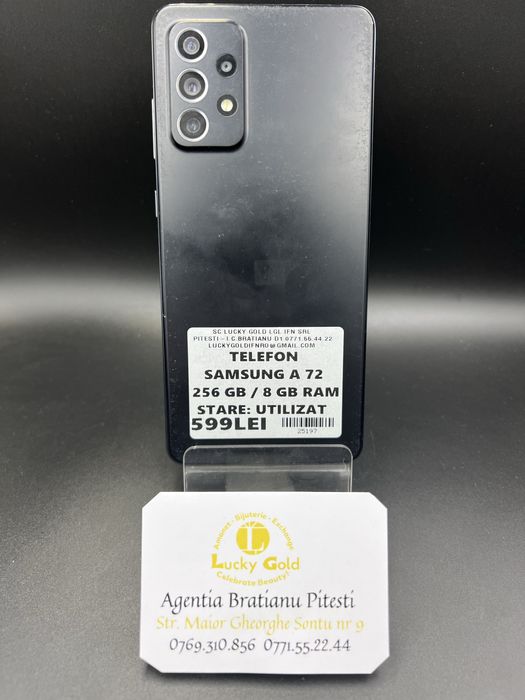 SC LUCKY GOLD LGL IFN SRL
PITESTI - I.C.BRATIANU D1 0771.55.44.22
LUCKYGOLDIFNRO@GMAIL.COM
TELEFON
SAMSUNG A 72
256 GB / 8 GB RAM
STARE: UTILIZAT
599LEI
25197
Amanet - Bijuterie - Exchange
L
Lucky Gold
Celebrate Beauty!
Agentia Bratianu Pitesti
Str. Maior Gheorghe Sontu nr 9
0769.310.856 0771.55.22.44